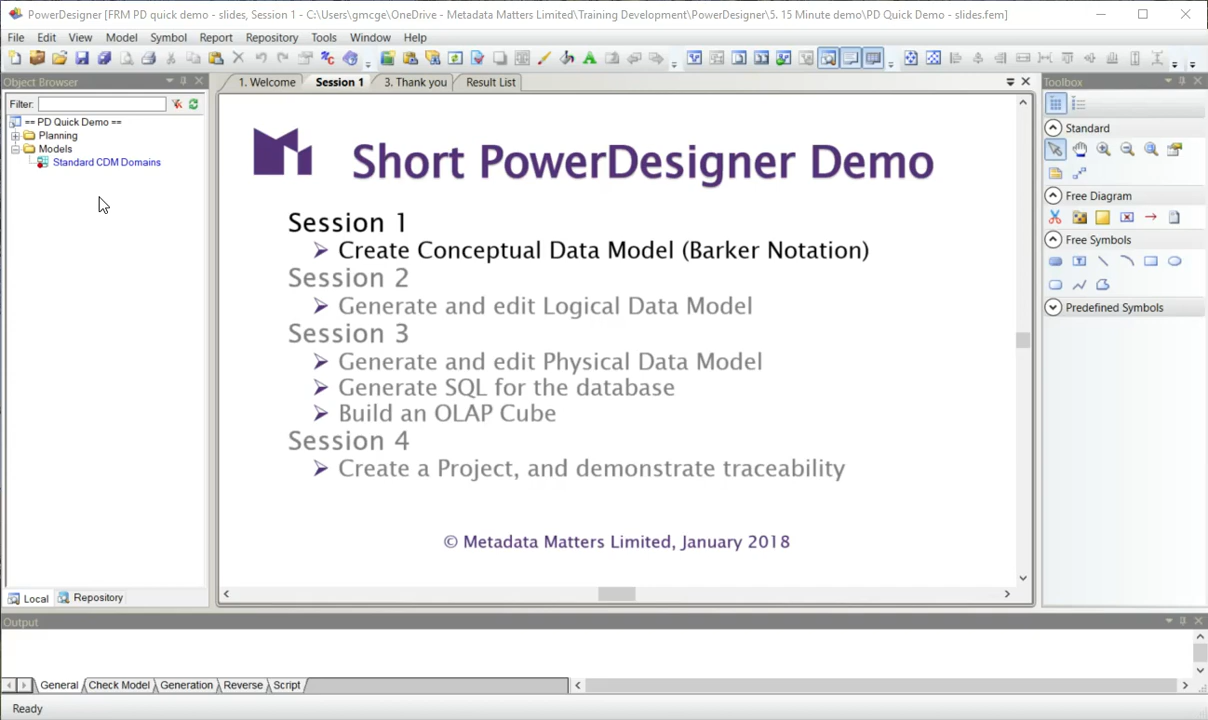 PowerDesigner [FRM PD quick demo - slides, Session 1 - C:\Users\gmcge\OneDrive - Metadata Matters Limited\Training Development\PowerDesigner\5. 15 Minute demo\PD Quick Demo - slides.fem]
File Edit View Model Symbol Report Repository Tools Window Help
Object Browser
1. Welcome Session 1 3. Thank you Result List
Toolbox
Filter:
== PD Quick Demo ==
Planning
Models
Standard CDM Domains
Short PowerDesigner Demo
Session 1
Create Conceptual Data Model (Barker Notation)
Session 2
Generate and edit Logical Data Model
Session 3
Generate and edit Physical Data Model
Generate SQL for the database
Build an OLAP Cube
Session 4
Create a Project, and demonstrate traceability
© Metadata Matters Limited, January 2018
Standard
Free Diagram
Free Symbols
Predefined Symbols
Local Repository
Output
General Check Model Generation Reverse Script
Ready